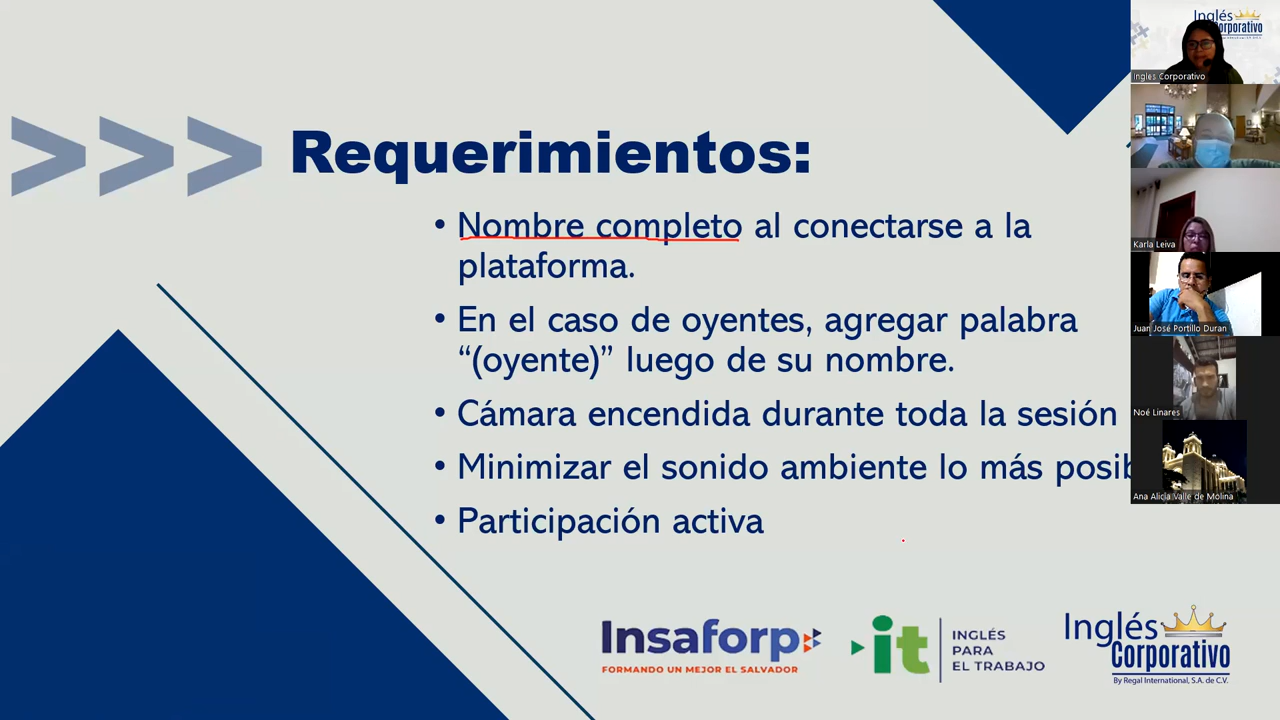 >>> Requerimientos:
• Nombre completo al conectarse a la
plataforma.
• En el caso de oyentes, agregar palabra
“(oyente)” luego de su nombre.
• Cámara encendida durante toda la sesión
• Minimizar el sonido ambiente lo más posib
• Participación activa
Insaforp
FORMANDO UN MEJOR EL SALVADOR
it
INGLÉS
PARA
EL TRABAJO
Inglés
Corporativo
By Regal International, S.A. de C.V.
Inglés
Corporativo
Ingles Corporativo
Karla Leiva
Juan José Portillo Duran
Noé Linares
Ana Alicia Valle de Molina